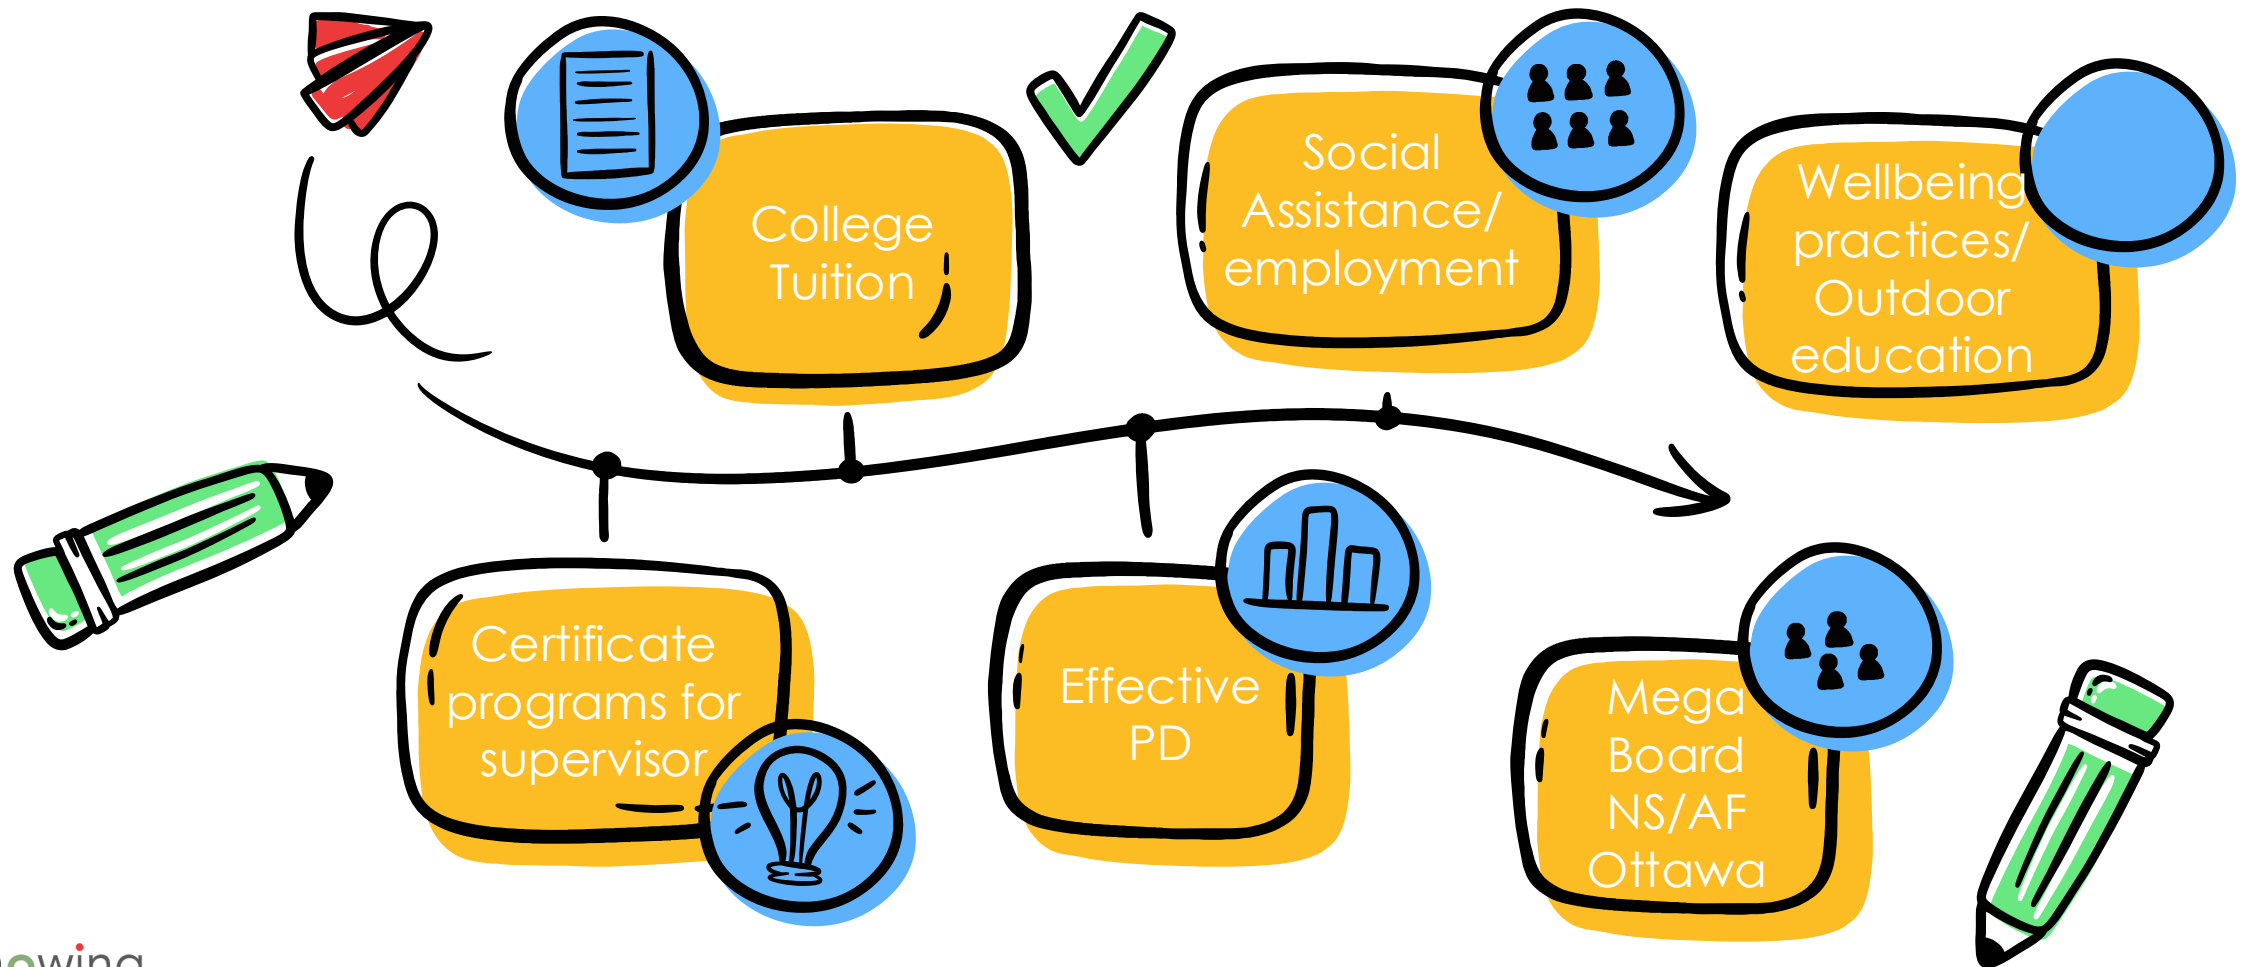 College
Tuition
Social
Assistance/
employment
Wellbeing
practices/
Outdoor
education
Certificate
programs for
supervisor
Effective
PD
Mega
Board
NS/AF
Ottawa